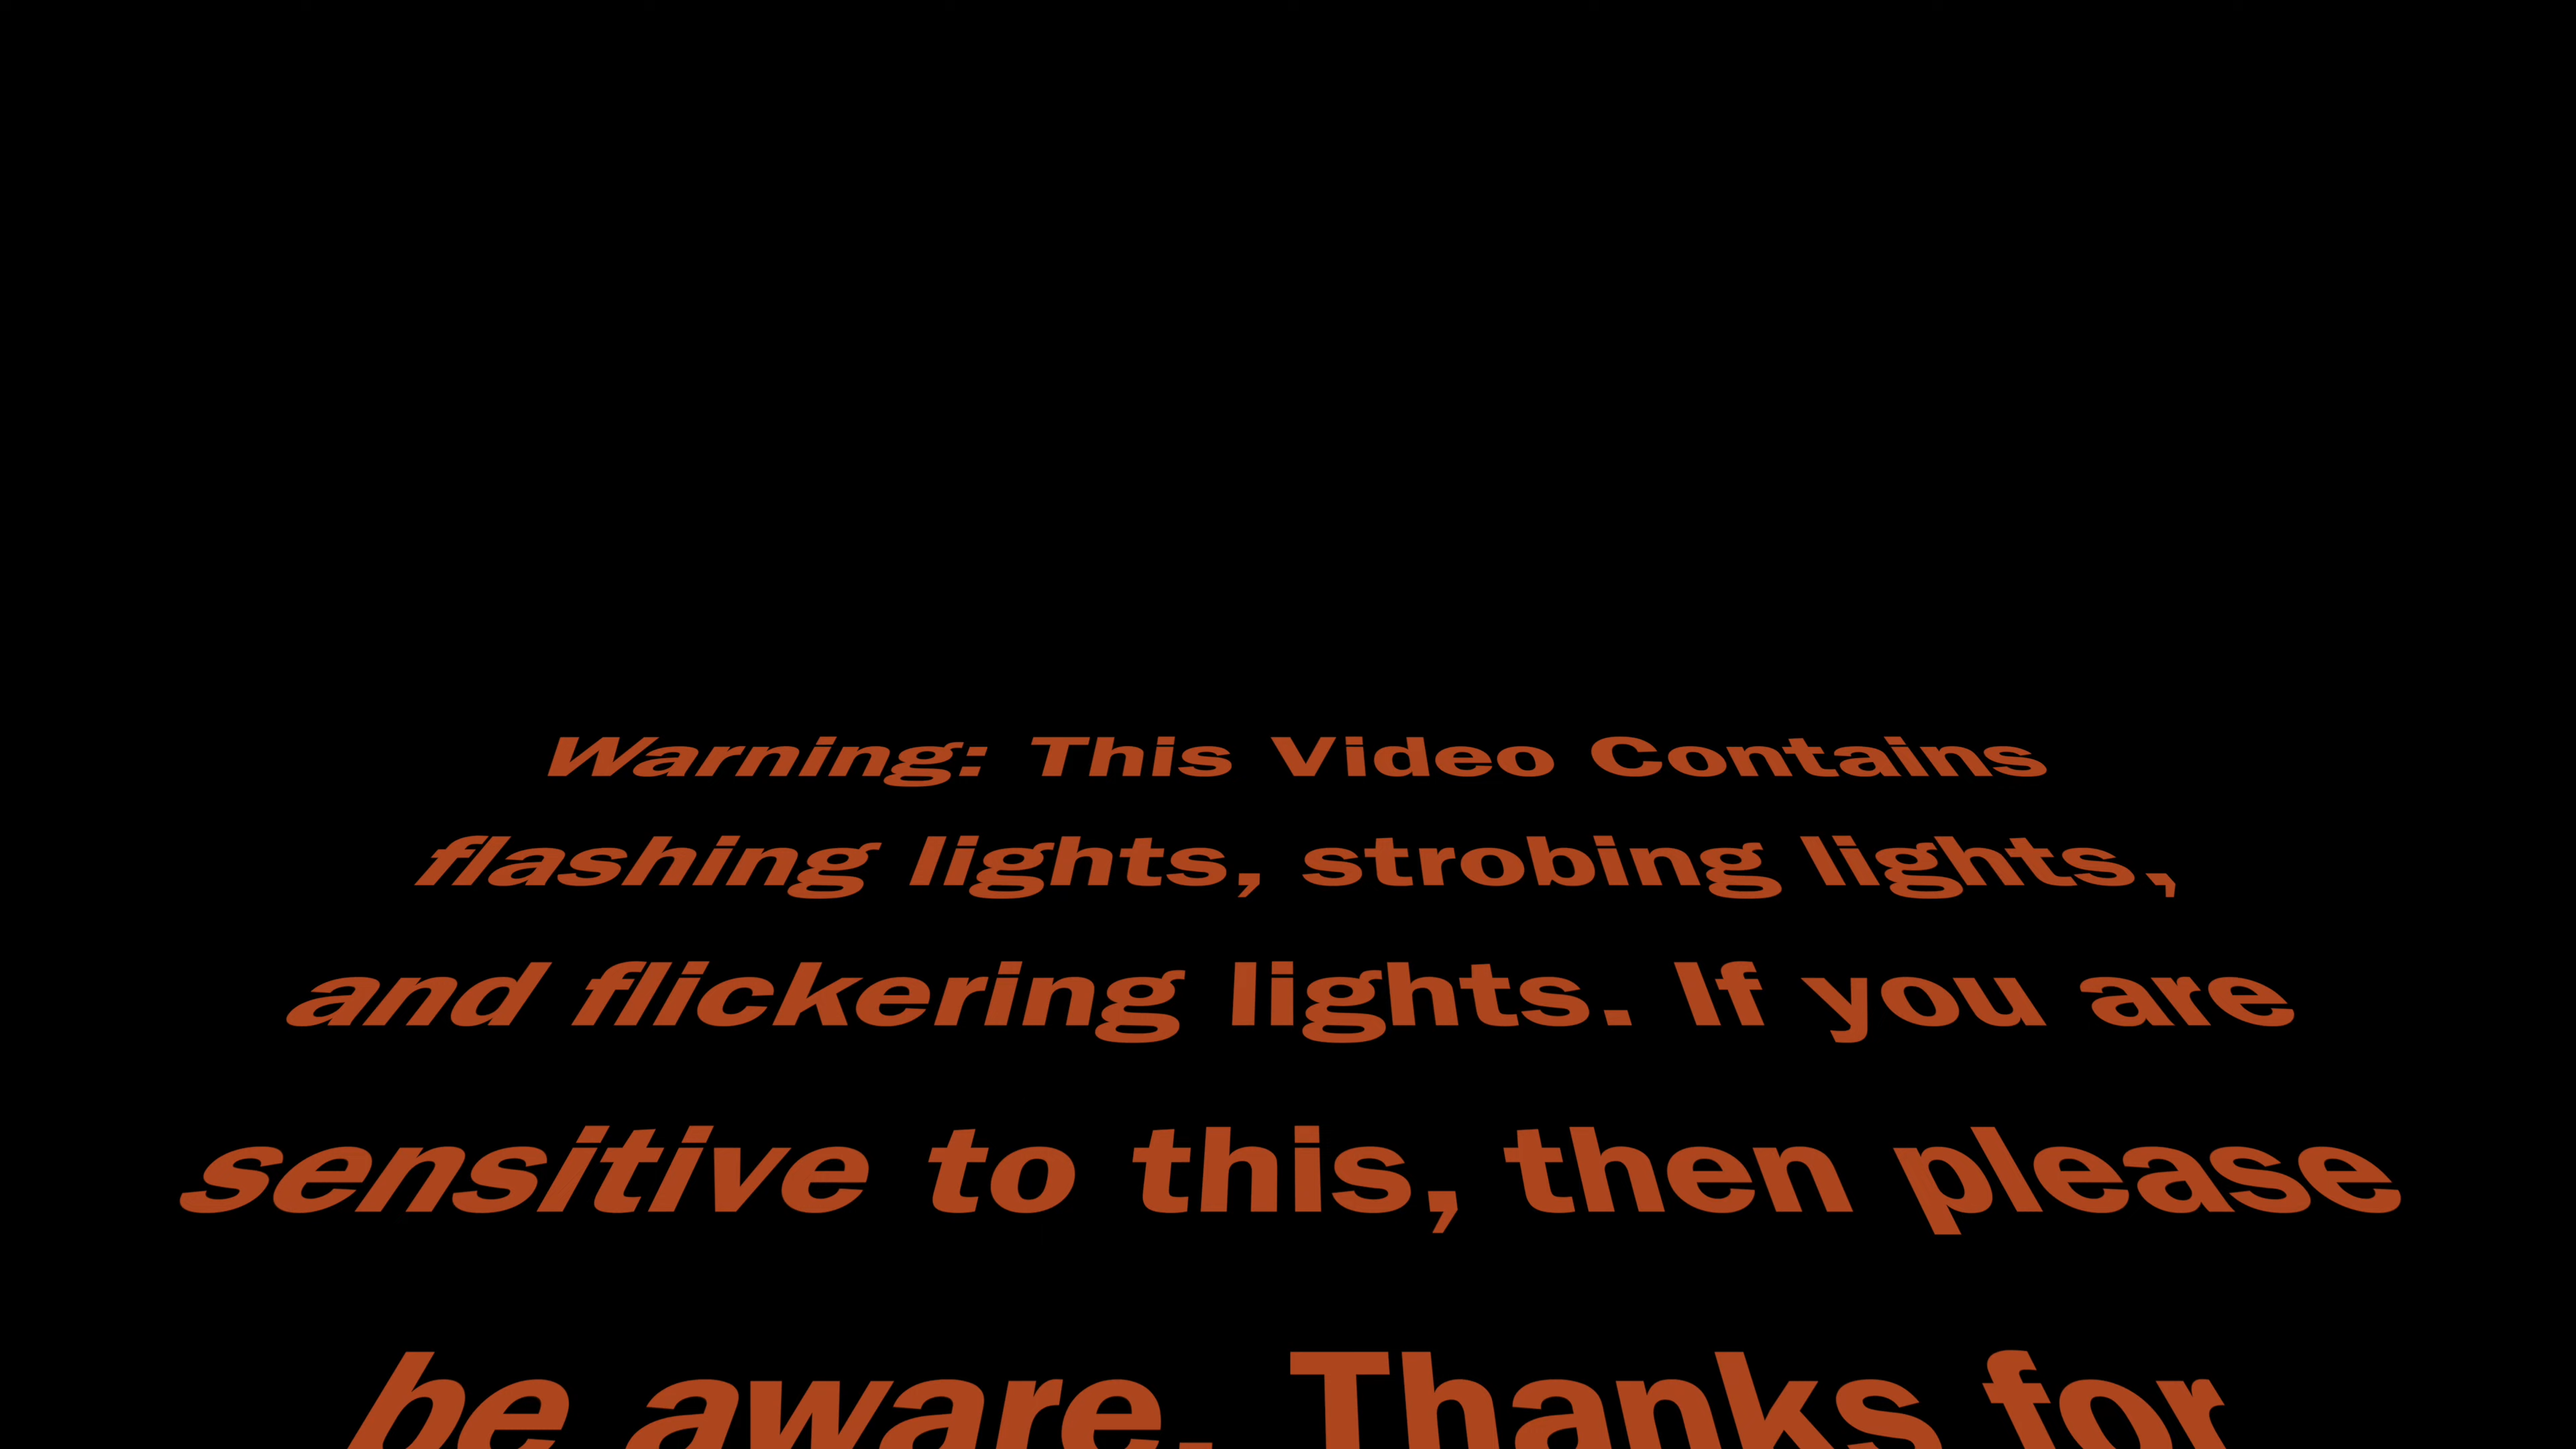 Warning: This Video Contains
flashing lights, strobing lights,
and flickering lights. If you are
sensitive to this, then please
be aware. Thanks for